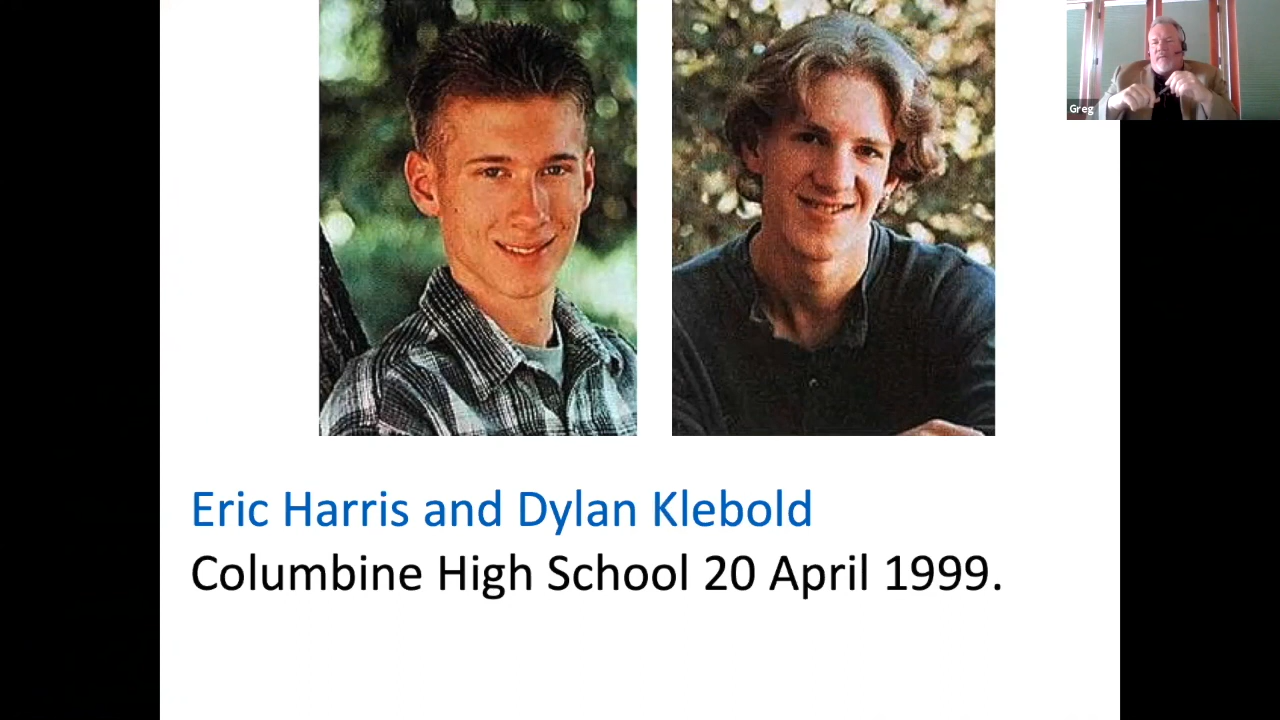 Greg
Eric Harris and Dylan Klebold
Columbine High School 20 April 1999.